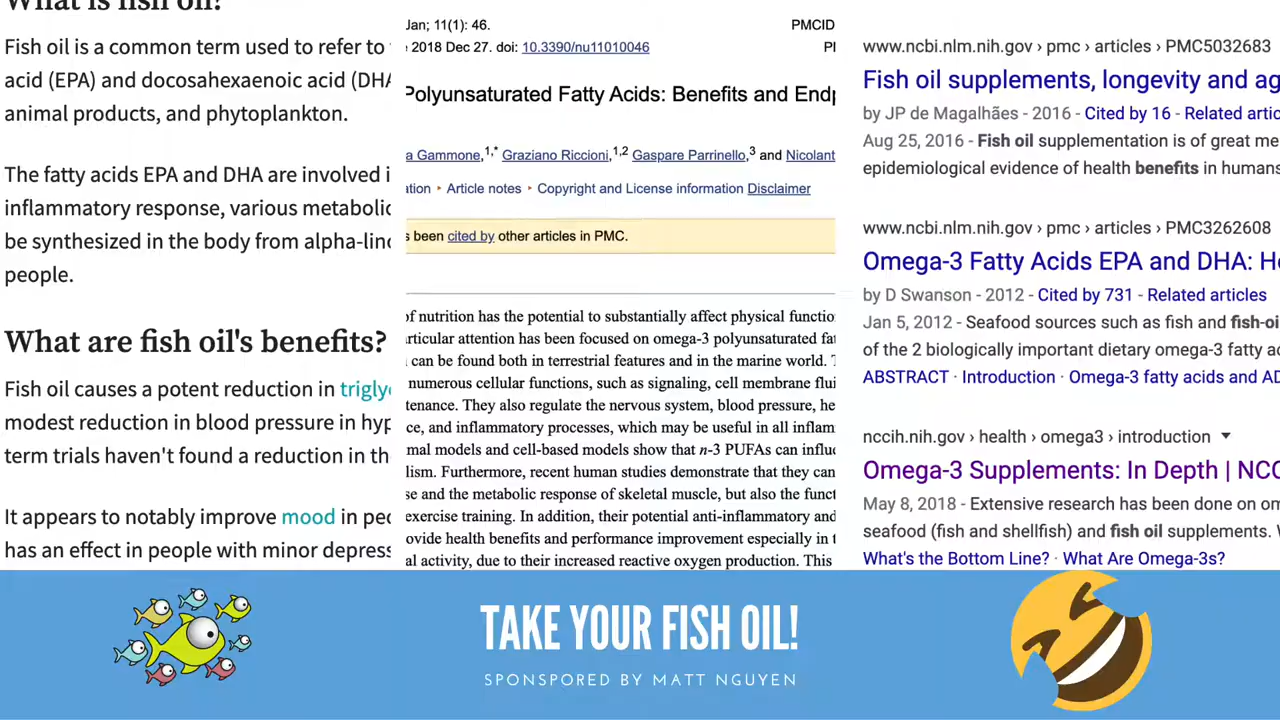 What is fish oil?
Fish oil is a common term used to refer to
acid (EPA) and docosahexaenoic acid (DHA
animal products, and phytoplankton.
The fatty acids EPA and DHA are involved i
inflammatory response, various metabolic
be synthesized in the body from alpha-lino
people.
What are fish oil's benefits?
Fish oil causes a potent reduction in triglyc
modest reduction in blood pressure in hyp
term trials haven't found a reduction in the
It appears to notably improve mood in peo
has an effect in people with minor depress
Jan; 11(1): 46.
PMCID
2018 Dec 27. doi: 10.3390/nu11010046
PI
Polyunsaturated Fatty Acids: Benefits and Endp
a Gammone,1,* Graziano Riccioni,1,2 Gaspare Parrinello,3 and Nicolant
ation ▸ Article notes ▸ Copyright and License information Disclaimer
s been cited by other articles in PMC.
of nutrition has the potential to substantially affect physical functio
articular attention has been focused on omega-3 polyunsaturated fat
can be found both in terrestrial features and in the marine world. T
numerous cellular functions, such as signaling, cell membrane flui
tenance. They also regulate the nervous system, blood pressure, he
ce, and inflammatory processes, which may be useful in all inflam
mal models and cell-based models show that n-3 PUFAs can influe
lism. Furthermore, recent human studies demonstrate that they can
se and the metabolic response of skeletal muscle, but also the funct
exercise training. In addition, their potential anti-inflammatory and
ovide health benefits and performance improvement especially in t
al activity, due to their increased reactive oxygen production. This
www.ncbi.nlm.nih.gov › pmc › articles › PMC5032683
Fish oil supplements, longevity and ag
by JP de Magalhães - 2016 - Cited by 16 - Related artic
Aug 25, 2016 - Fish oil supplementation is of great me
epidemiological evidence of health benefits in humans
www.ncbi.nlm.nih.gov › pmc › articles › PMC3262608
Omega-3 Fatty Acids EPA and DHA: He
by D Swanson - 2012 - Cited by 731 - Related articles
Jan 5, 2012 - Seafood sources such as fish and fish-oi
of the 2 biologically important dietary omega-3 fatty ac
ABSTRACT · Introduction · Omega-3 fatty acids and AD
nccih.nih.gov › health › omega3 › introduction
Omega-3 Supplements: In Depth | NCC
May 8, 2018 - Extensive research has been done on om
seafood (fish and shellfish) and fish oil supplements. W
What's the Bottom Line? · What Are Omega-3s?
TAKE YOUR FISH OIL!
SPONSPORED BY MATT NGUYEN